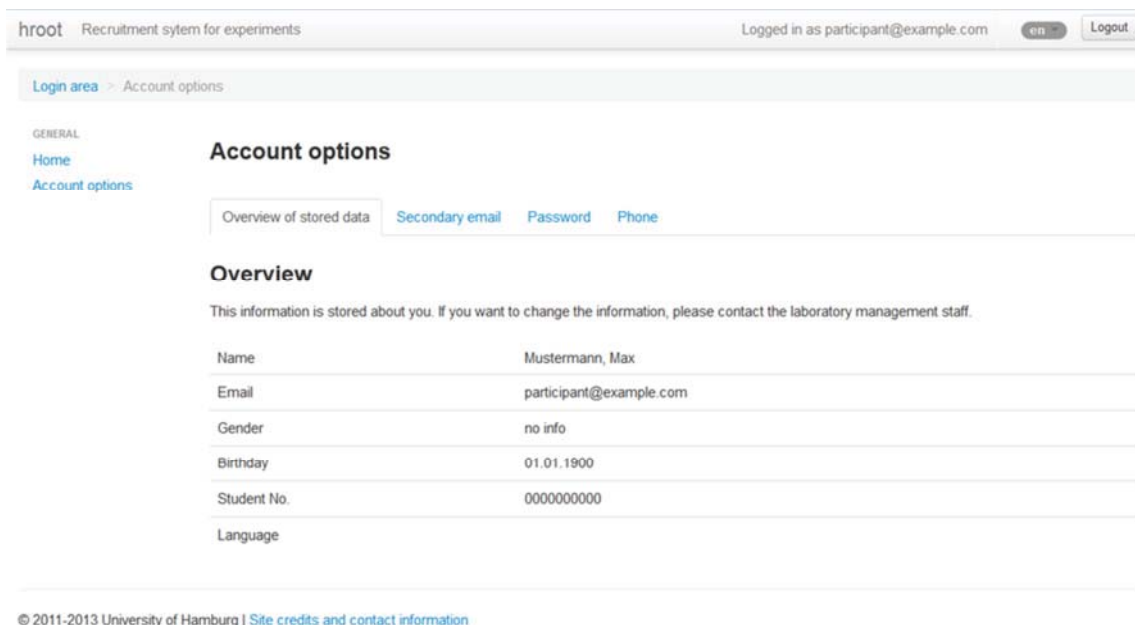 hroot Recruitment sytem for experiments Logged in as participant@example.com en Logout
Login area > Account options
GENERAL
Home
Account options
Account options
Overview of stored data Secondary email Password Phone
Overview
This information is stored about you. If you want to change the information, please contact the laboratory management staff.
Name Mustermann, Max
Email participant@example.com
Gender no info
Birthday 01.01.1900
Student No. 0000000000
Language
© 2011-2013 University of Hamburg | Site credits and contact information